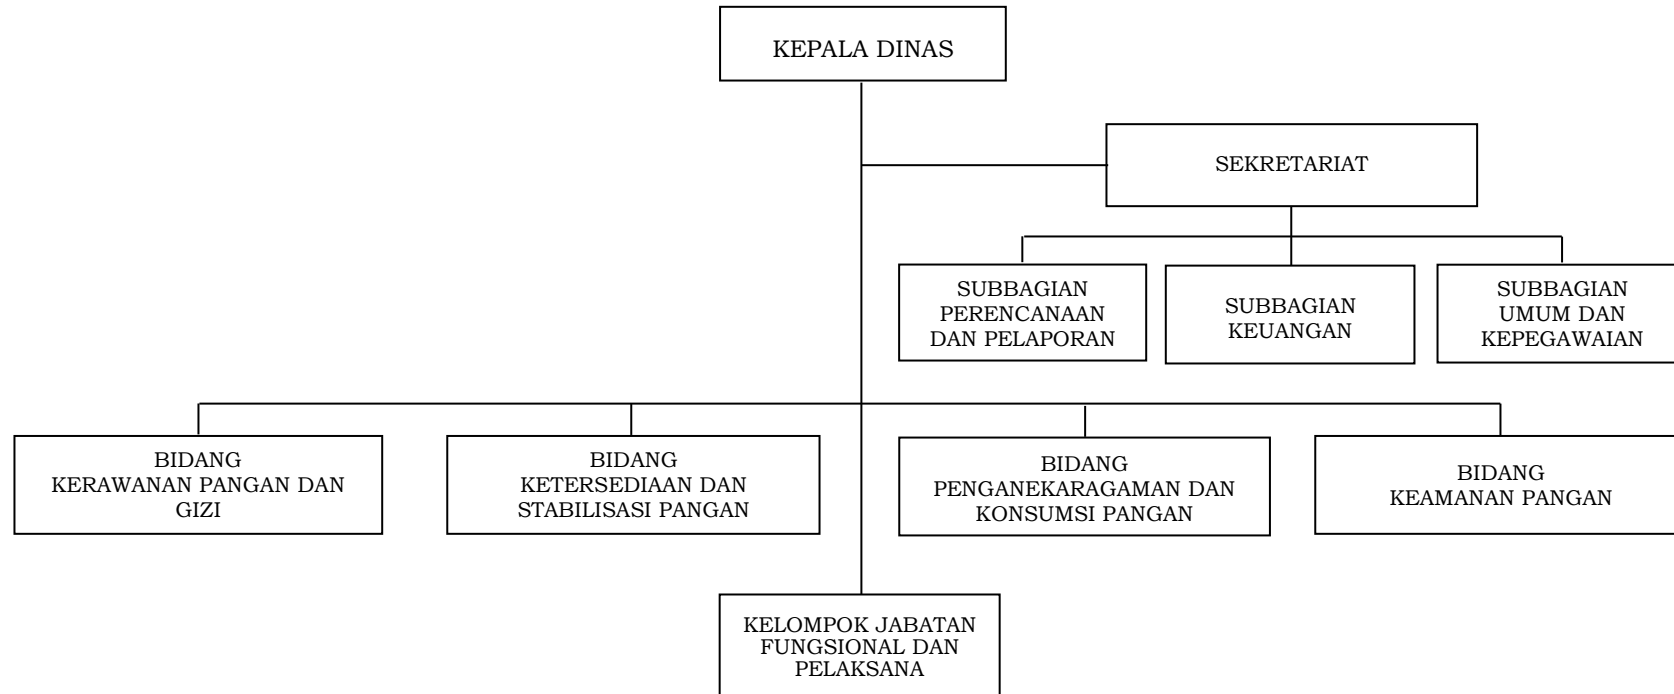 KEPALA DINAS
SEKRETARIAT
SUBBAGIAN
PERENCANAAN
DAN PELAPORAN
SUBBAGIAN
KEUANGAN
SUBBAGIAN
UMUM DAN
KEPEGAWAIAN
BIDANG
KERAWANAN PANGAN DAN
GIZI
BIDANG
KETERSEDIAAN DAN
STABILISASI PANGAN
BIDANG
PENGANEKARAGAMAN DAN
KONSUMSI PANGAN
BIDANG
KEAMANAN PANGAN
KELOMPOK JABATAN
FUNGSIONAL DAN
PELAKSANA